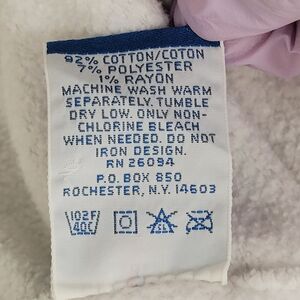 92% COTTON/COTON
7% POLYESTER
1% RAYON
MACHINE WASH WARM
SEPARATELY. TUMBLE
DRY LOW. ONLY NON-
CHLORINE BLEACH
WHEN NEEDED. DO NOT
IRON DESIGN.
RN 26094
P.O. BOX 850
ROCHESTER, N.Y. 14603
102F
40C